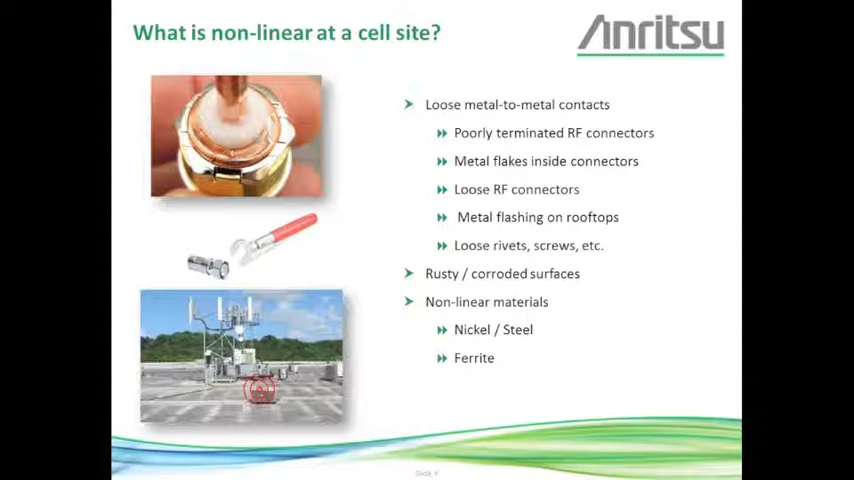 What is non-linear at a cell site?
Anritsu
Loose metal-to-metal contacts
Poorly terminated RF connectors
Metal flakes inside connectors
Loose RF connectors
Metal flashing on rooftops
Loose rivets, screws, etc.
Rusty / corroded surfaces
Non-linear materials
Nickel / Steel
Ferrite